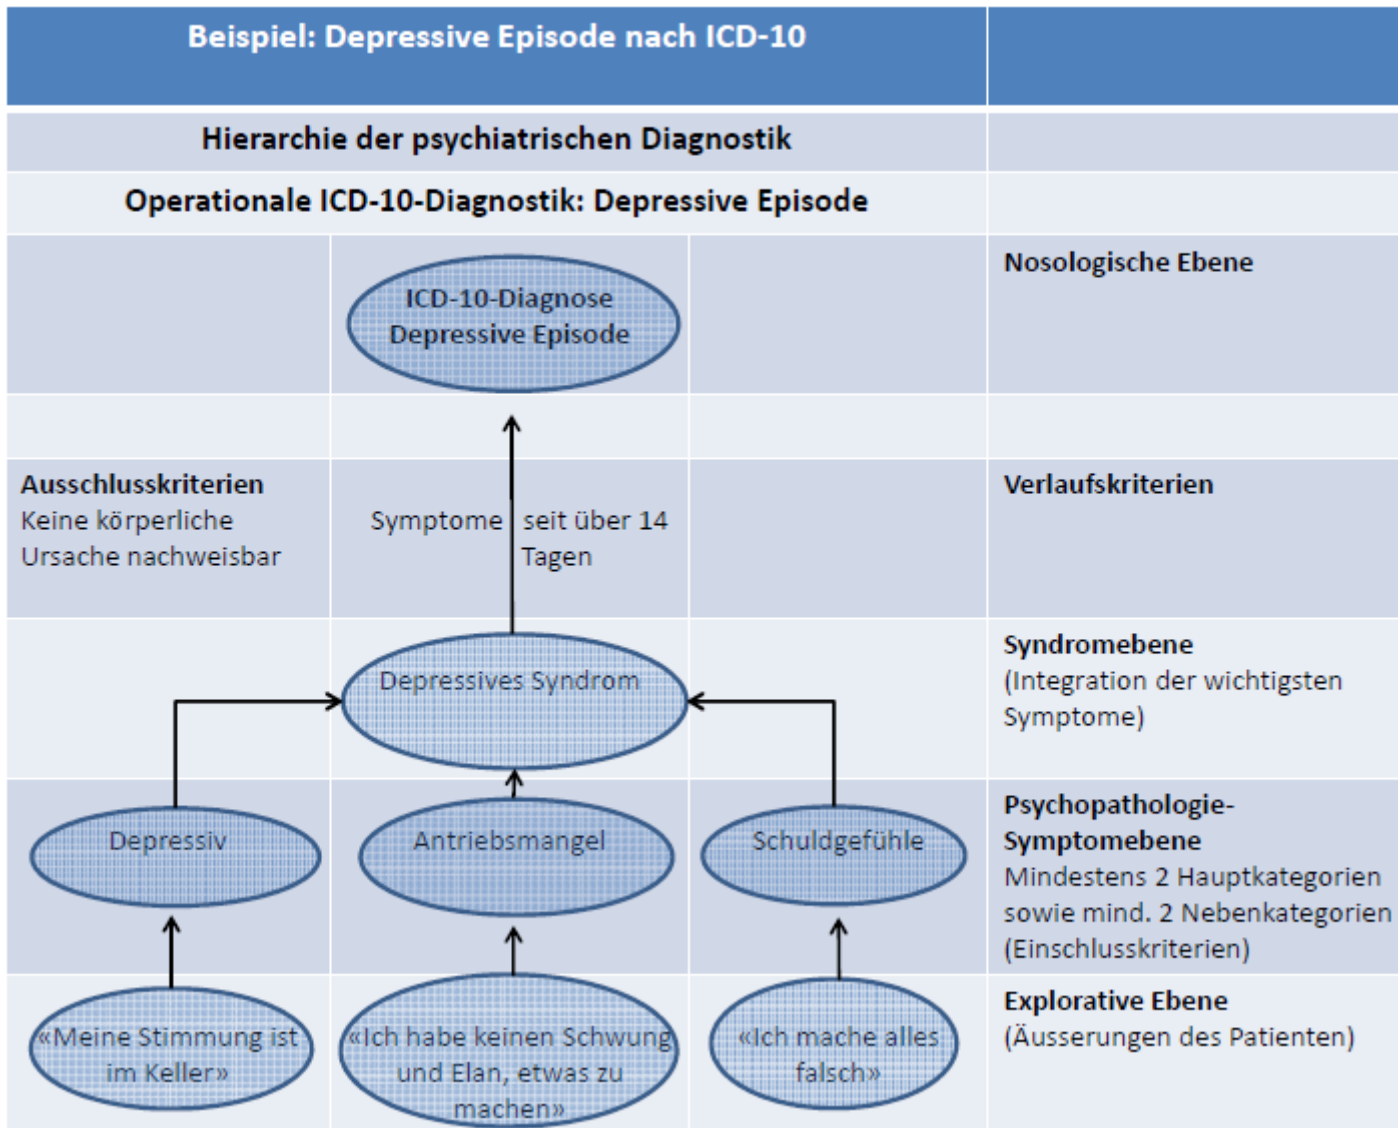 Beispiel: Depressive Episode nach ICD-10
Hierarchie der psychiatrischen Diagnostik
Operationale ICD-10-Diagnostik: Depressive Episode
ICD-10-Diagnose
Depressive Episode
Nosologische Ebene
Ausschlusskriterien
Keine körperliche
Ursache nachweisbar
Symptome seit über 14
Tagen
Verlaufskriterien
Depressives Syndrom
Syndromebene
(Integration der wichtigsten
Symptome)
Depressiv
Antriebsmangel
Schuldgefühle
Psychopathologie-
Symptomebene
Mindestens 2 Hauptkategorien
sowie mind. 2 Nebenkategorien
(Einschlusskriterien)
«Meine Stimmung ist
im Keller»
«Ich habe keinen Schwung
und Elan, etwas zu
machen»
«Ich mache alles
falsch»
Explorative Ebene
(Äusserungen des Patienten)